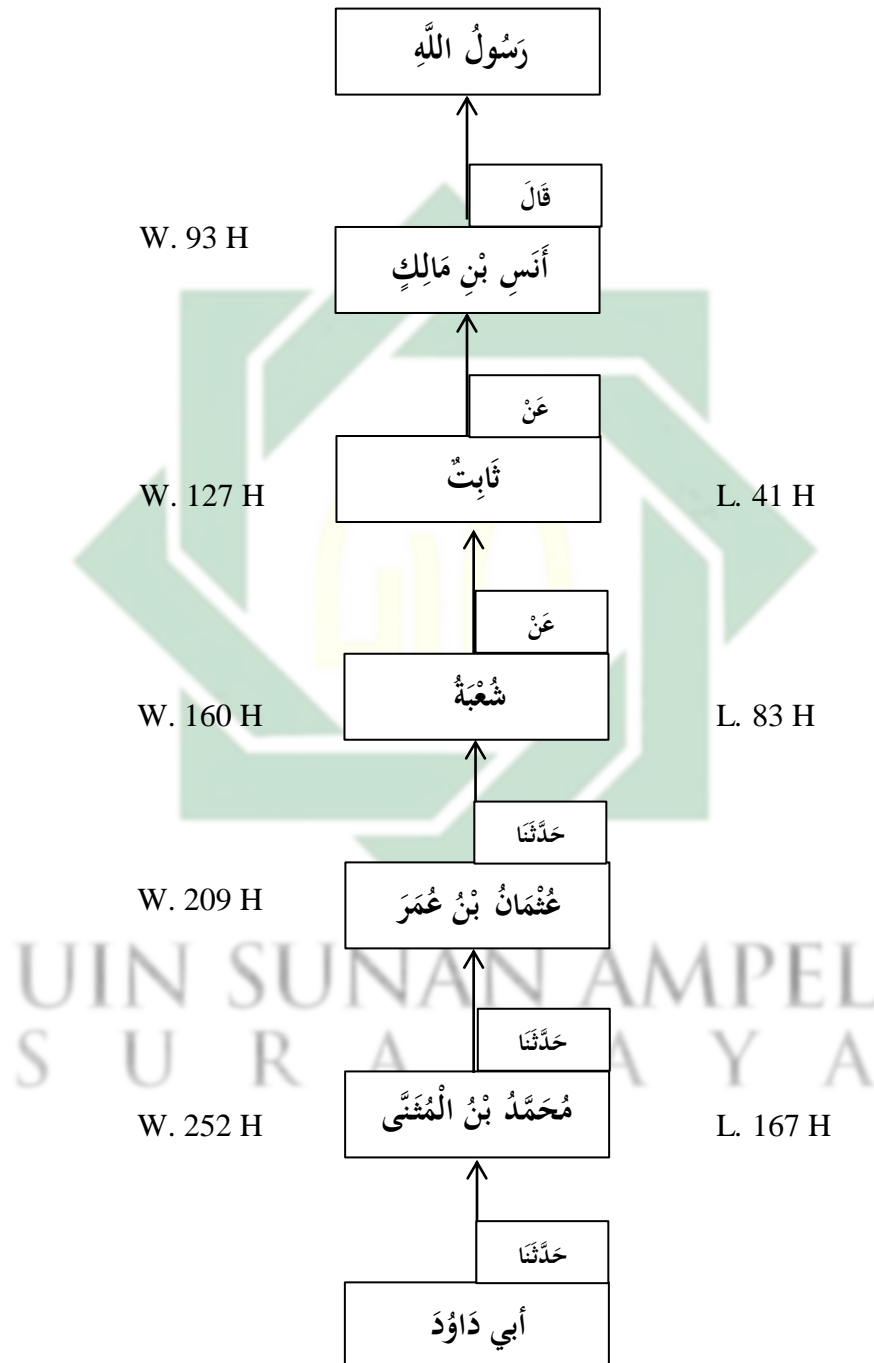 رَسُولُ اللَّهِ
قَالَ
W. 93 H
أَنَسِ بْنِ مَالِكٍ
عَنْ
W. 127 H
ثَابِتٌ
L. 41 H
عَنْ
W. 160 H
شُعْبَةُ
L. 83 H
حَدَّثَنَا
W. 209 H
عُثْمَانُ بْنُ عُمَرَ
UIN SUNAN AMPEL
S U R A B A Y A
حَدَّثَنَا
W. 252 H
مُحَمَّدُ بْنُ الْمُثَنَّى
L. 167 H
حَدَّثَنَا
أبي دَاوُدَ